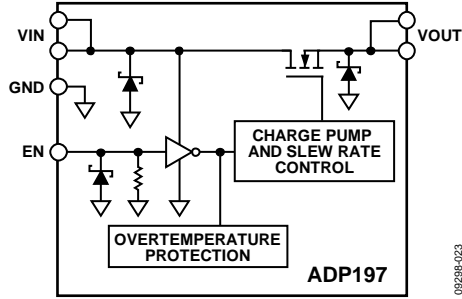 VIN
VOUT
GND
EN
CHARGE PUMP
AND SLEW RATE
CONTROL
OVERTEMPERATURE
PROTECTION
ADP197
09298-023